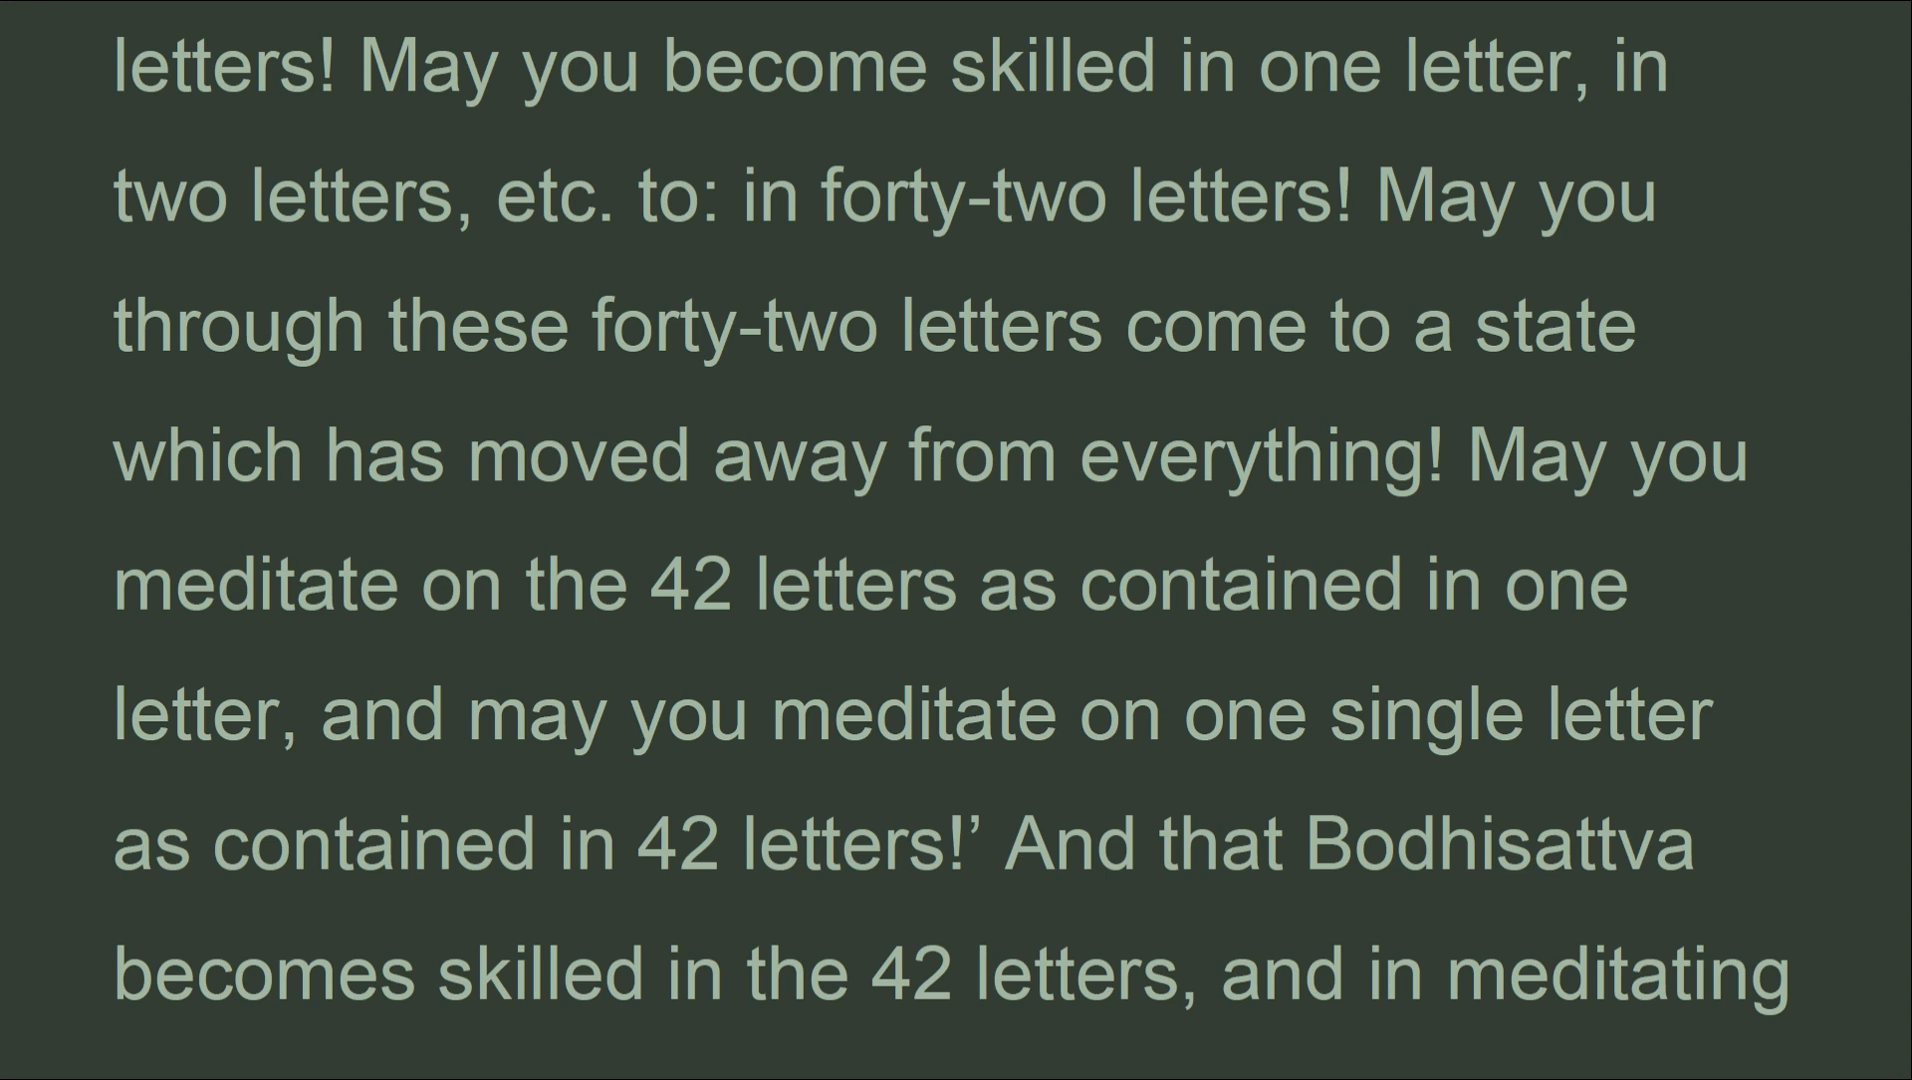 letters! May you become skilled in one letter, in
two letters, etc. to: in forty-two letters! May you
through these forty-two letters come to a state
which has moved away from everything! May you
meditate on the 42 letters as contained in one
letter, and may you meditate on one single letter
as contained in 42 letters!’ And that Bodhisattva
becomes skilled in the 42 letters, and in meditating